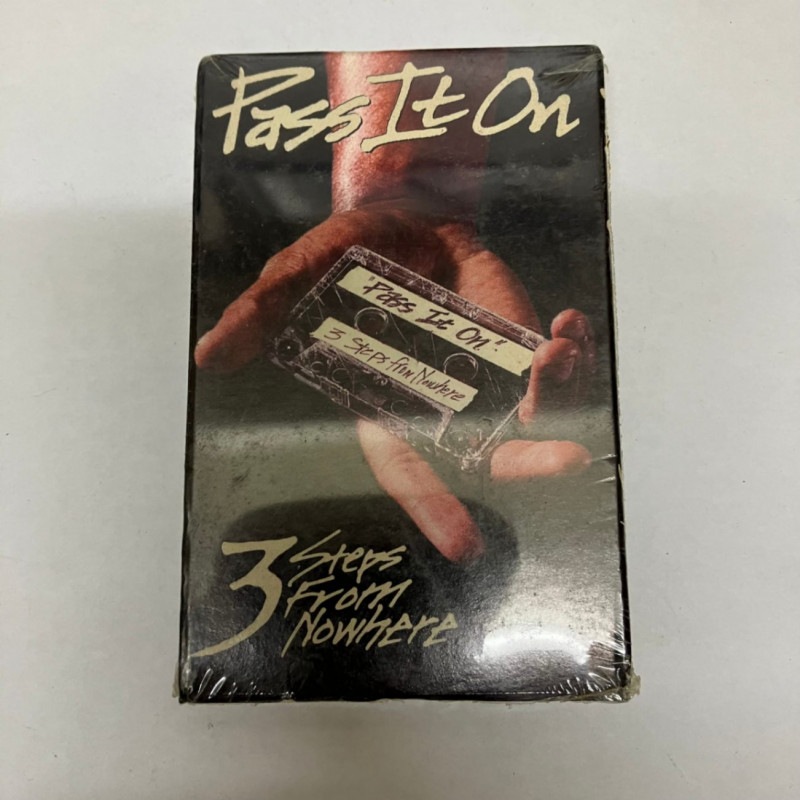 Pass It On
"Pass It On"
3 Steps from Nowhere
3 Steps
From
Nowhere